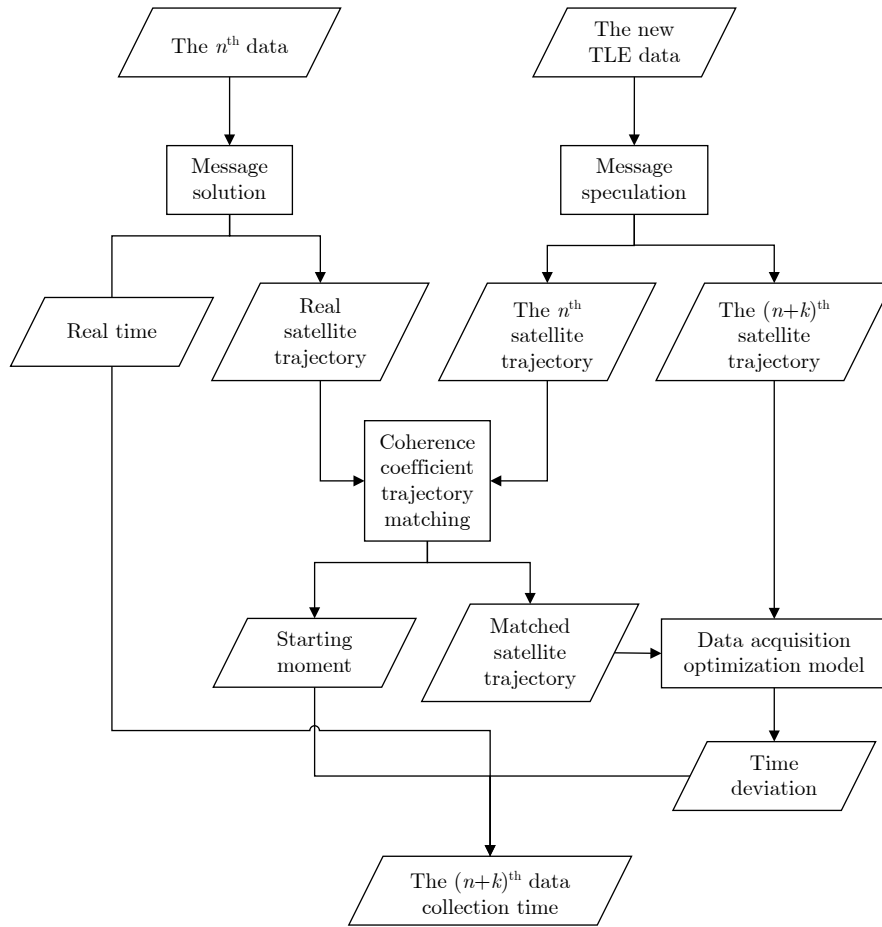 The nᵗʰ data
The new
TLE data
Message
solution
Message
speculation
Real time
Real
satellite
trajectory
The nᵗʰ
satellite
trajectory
The (n+k)ᵗʰ
satellite
trajectory
Coherence
coefficient
trajectory
matching
Starting
moment
Matched
satellite
trajectory
Data acquisition
optimization model
Time
deviation
The (n+k)ᵗʰ data
collection time